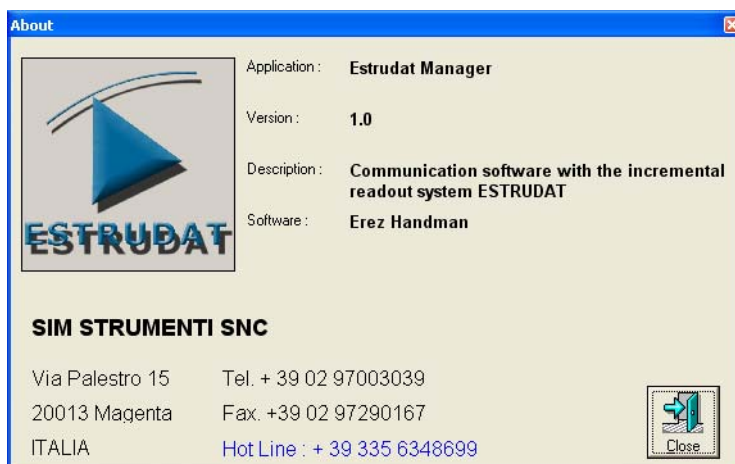 About
ESTRUDAT
Application : Estrudat Manager
Version : 1.0
Description : Communication software with the incremental
readout system ESTRUDAT
Software : Erez Handman
SIM STRUMENTI SNC
Via Palestro 15 Tel. + 39 02 97003039
20013 Magenta Fax. +39 02 97290167
ITALIA Hot Line : + 39 335 6348699
Close